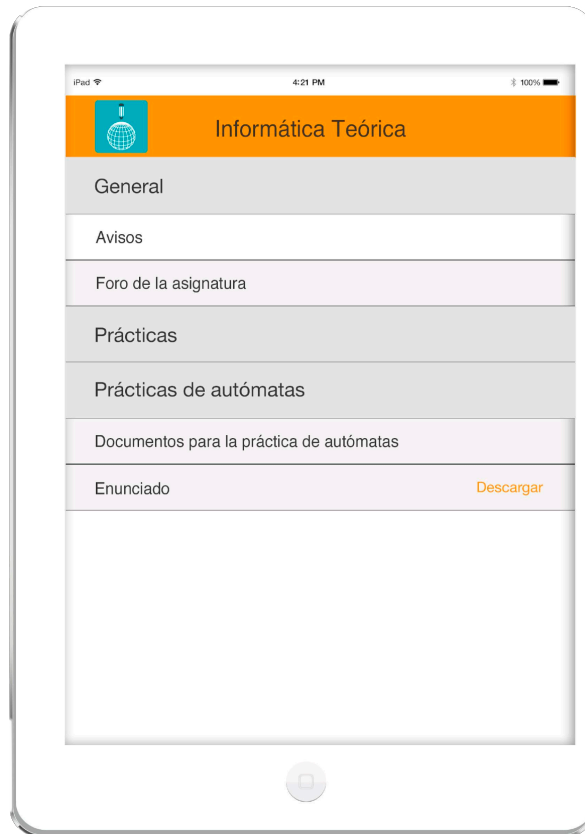 iPad 4:21 PM 100%
Informática Teórica
General
Avisos
Foro de la asignatura
Prácticas
Prácticas de autómatas
Documentos para la práctica de autómatas
Enunciado Descargar